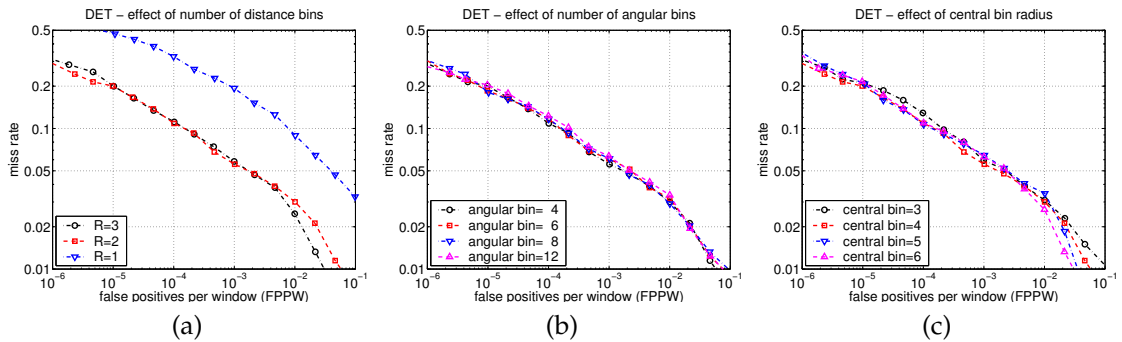 DET – effect of number of distance bins
0.5
0.2
0.1
0.05
0.02
0.01
miss rate
R=3
R=2
R=1
10⁻⁶ 10⁻⁵ 10⁻⁴ 10⁻³ 10⁻² 10⁻¹
false positives per window (FPPW)
(a)
DET – effect of number of angular bins
0.5
0.2
0.1
0.05
0.02
0.01
miss rate
angular bin= 4
angular bin= 6
angular bin= 8
angular bin=12
10⁻⁶ 10⁻⁵ 10⁻⁴ 10⁻³ 10⁻² 10⁻¹
false positives per window (FPPW)
(b)
DET – effect of central bin radius
0.5
0.2
0.1
0.05
0.02
0.01
miss rate
central bin=3
central bin=4
central bin=5
central bin=6
10⁻⁶ 10⁻⁵ 10⁻⁴ 10⁻³ 10⁻² 10⁻¹
false positives per window (FPPW)
(c)